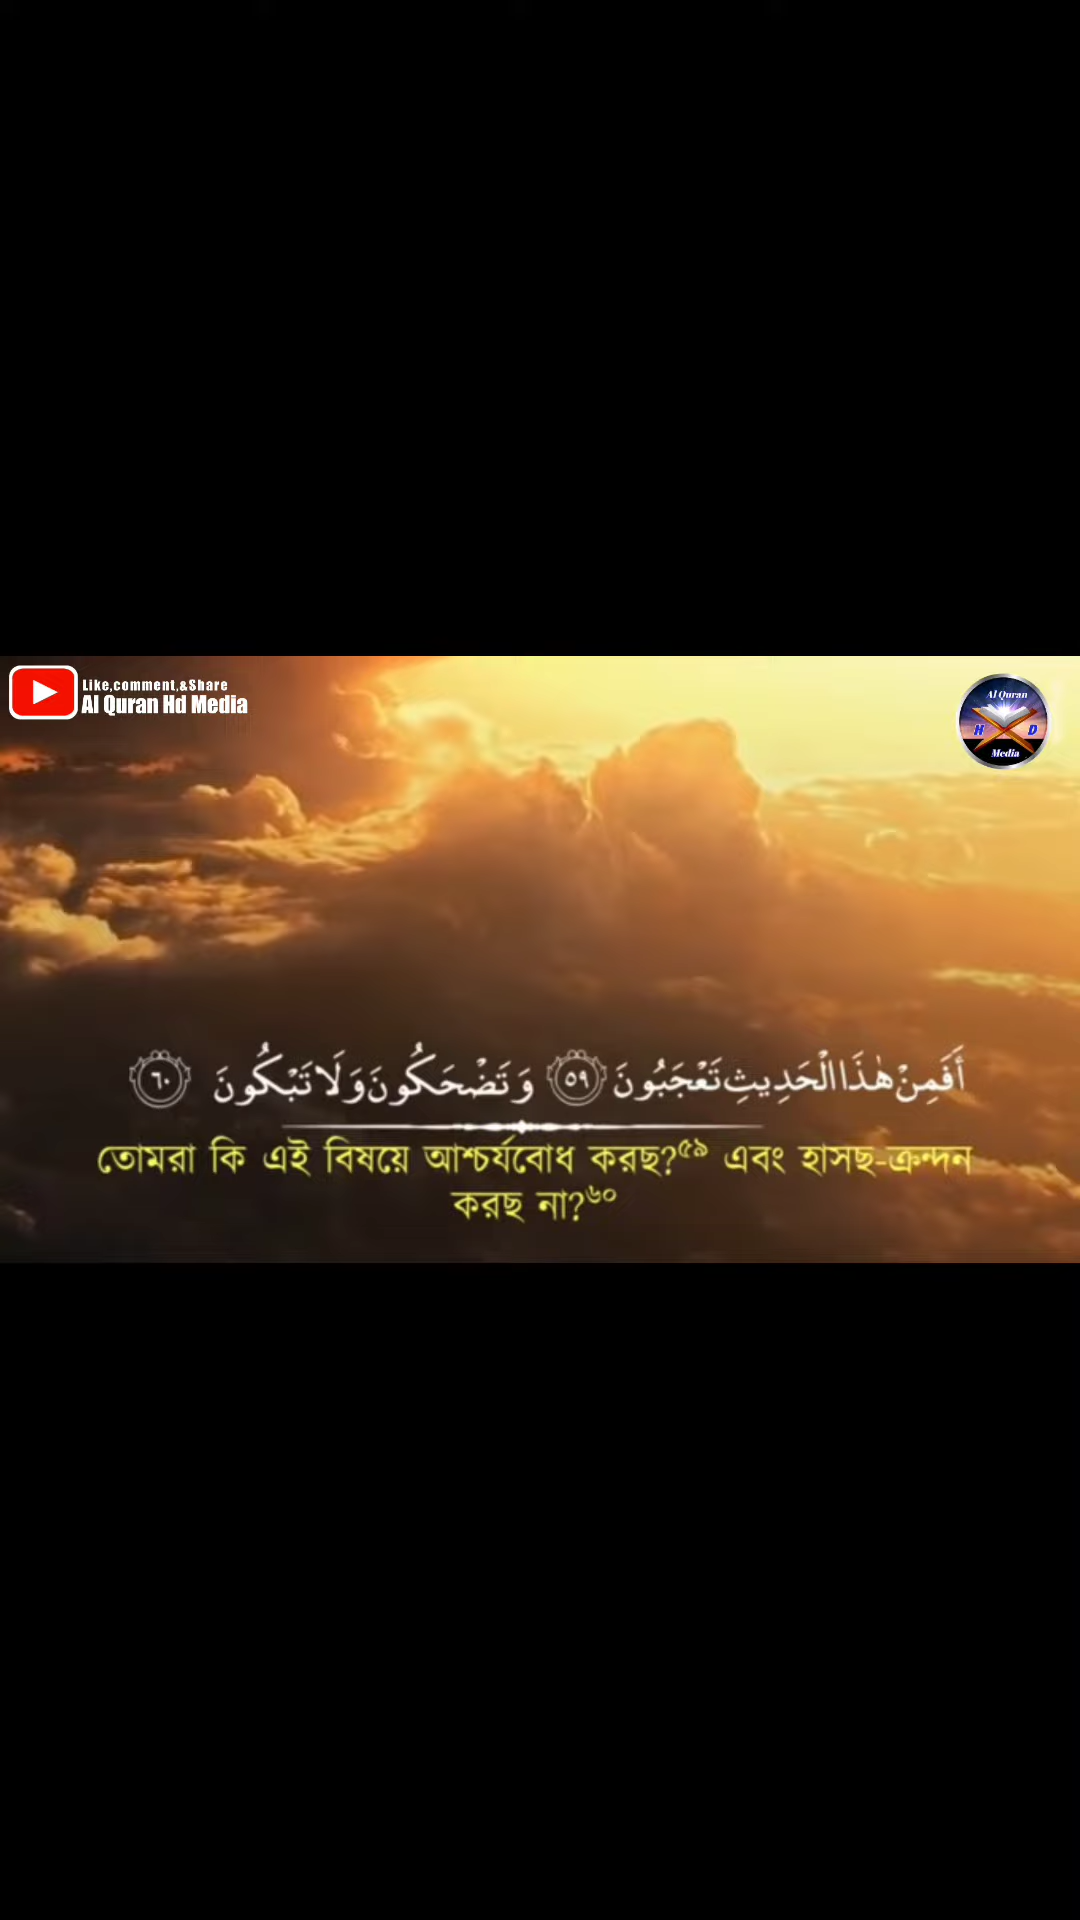 Like,comment,&Share
Al Quran Hd Media
Al Quran
H D
Media
أَفَمِنْ هٰذَا الْحَدِيثِ تَعْجَبُونَ ﴿٥٩﴾ وَتَضْحَكُونَ وَلَا تَبْكُونَ ﴿٦٠﴾
তোমরা কি এই বিষয়ে আশ্চর্যবোধ করছ?৫৯ এবং হাসছ-ক্রন্দন
করছ না?৬০